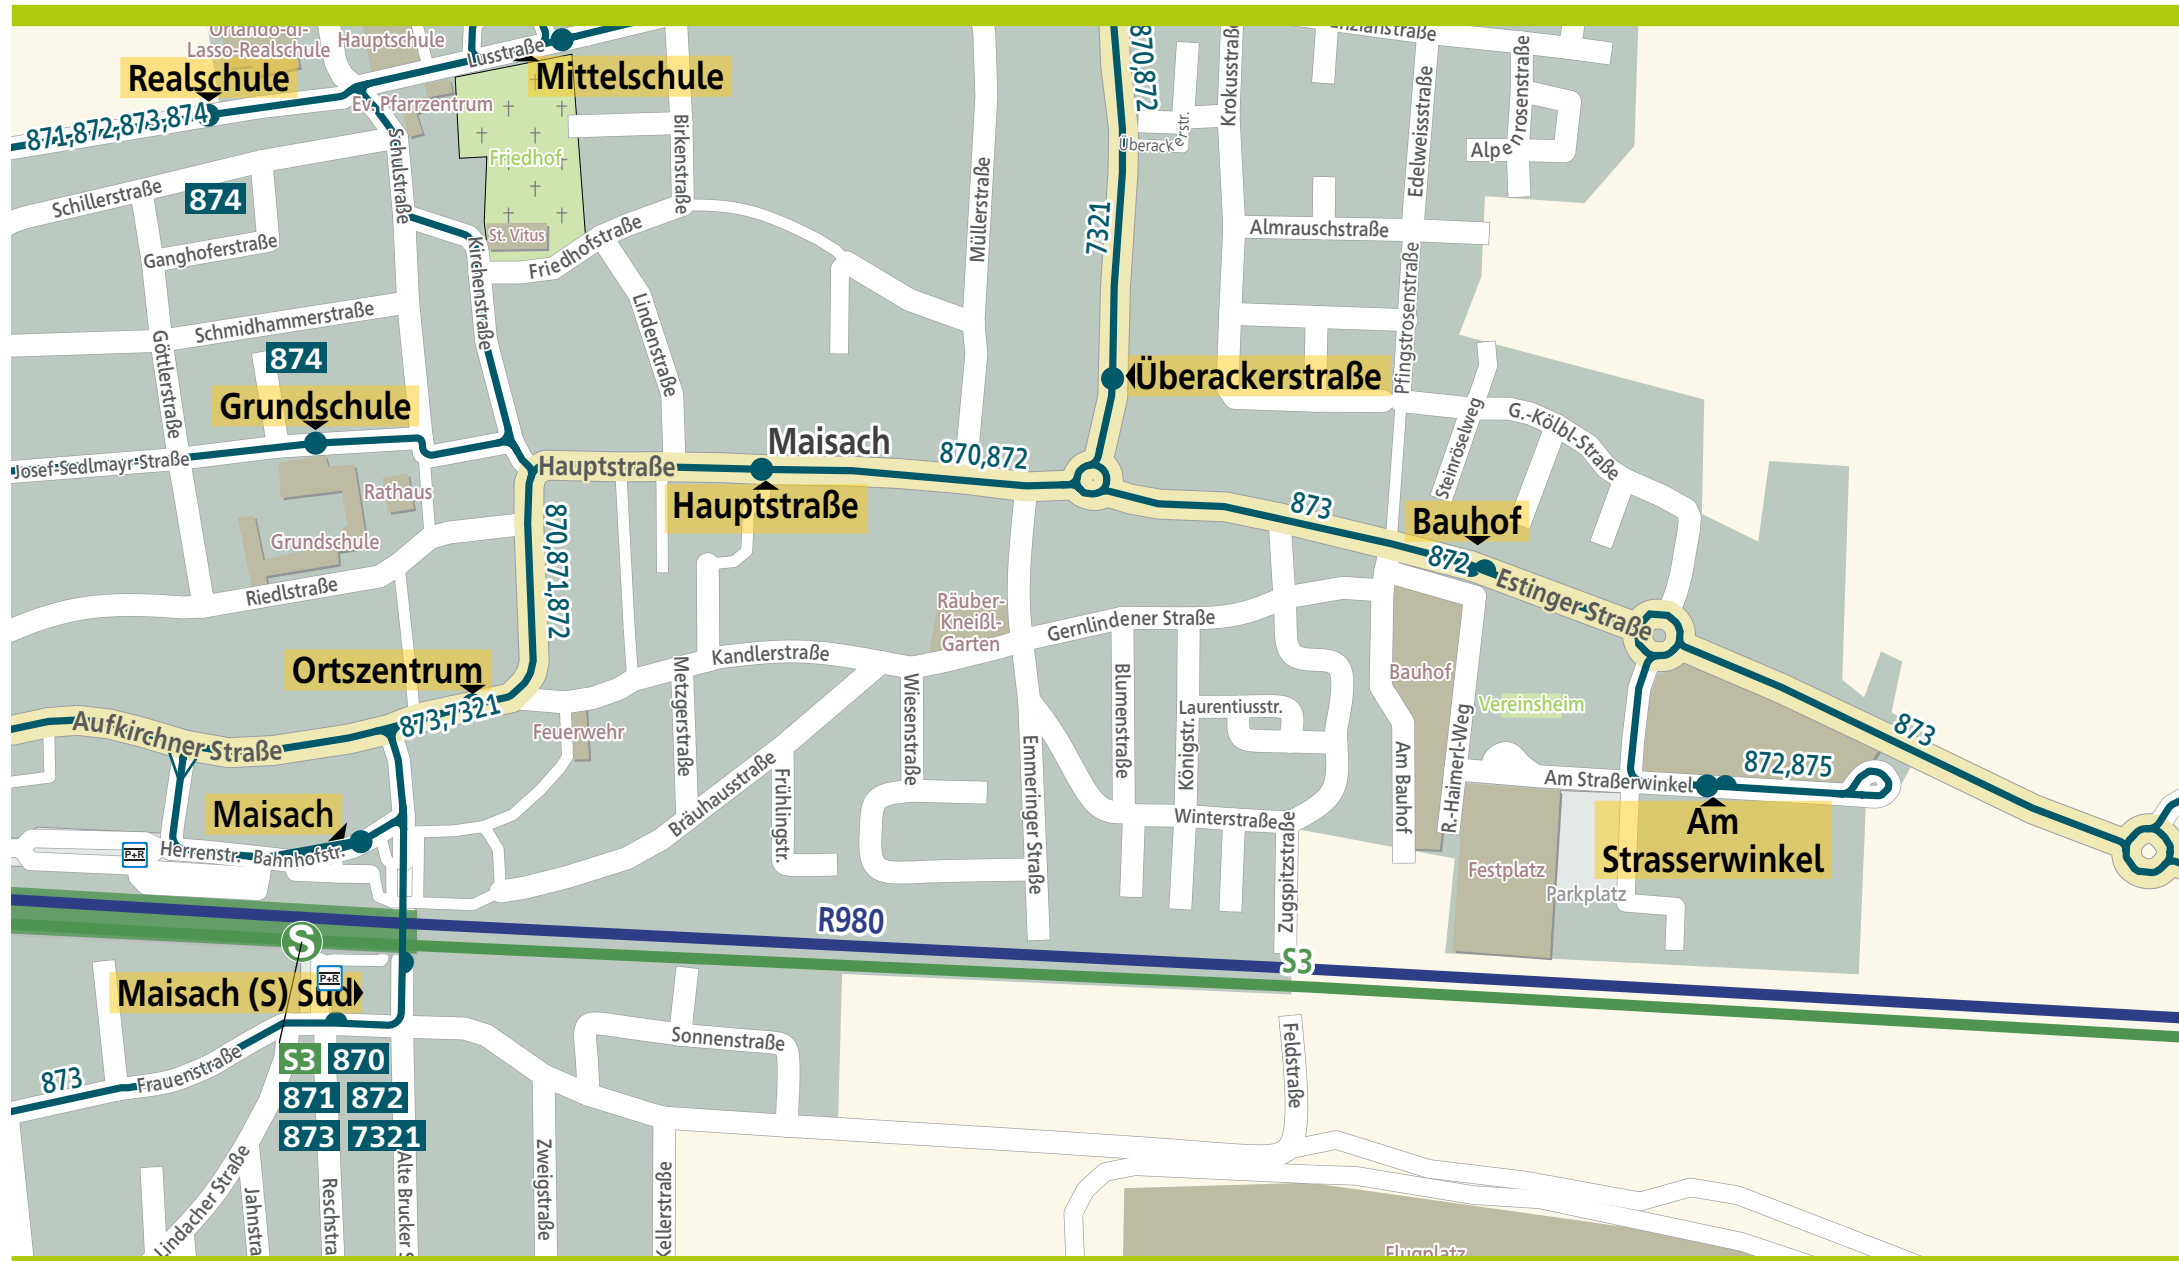 Orlando-di-
Lasso-Realschule
Hauptschule
Lusstraße
Realschule
Mittelschule
Ev. Pfarrzentrum
871,872,873,874
Schulstraße
Friedhof
Birkenstraße
Schillerstraße
874
St. Vitus
Friedhofstraße
Ganghoferstraße
Kirchenstraße
Lindenstraße
Müllerstraße
870,872
7321
Überackerstr.
Krokusstraße
Edelweissstraße
Alpenrosenstraße
Almrauschstraße
Pfingstrosenstraße
Schmidhammerstraße
874
Göttlerstraße
Grundschule
Überackerstraße
Steinröselweg
G.-Kölbl-Straße
Josef-Sedlmayr-Straße
Hauptstraße
Maisach
870,872
Rathaus
Hauptstraße
873
Bauhof
Grundschule
870,871,872
872
Estinger Straße
Riedlstraße
Räuber-
Kneißl-
Garten
Gernlindener Straße
Kandlerstraße
Ortszentrum
873,7321
Metzgerstraße
Wiesenstraße
Blumenstraße
Laurentiusstr.
Königstr.
Bauhof
Vereinsheim
Aufkirchner Straße
Feuerwehr
Emmeringer Straße
Am Bauhof
R.-Haimerl-Weg
873
872,875
Am Straßerwinkel
Bräuhausstraße
Frühlingstr.
Winterstraße
Zugspitzstraße
Am
Strasserwinkel
Maisach
P+R
Herrenstr.
Bahnhofstr.
Festplatz
Parkplatz
R980
S
S3
P+R
Maisach (S) Süd
Sonnenstraße
Feldstraße
873
Frauenstraße
S3 870
871 872
873 7321
Lindacher Straße
Jahnstra
Reschstra
Alte Brucker S
Zweigstraße
Kellerstraße
Flugplatz